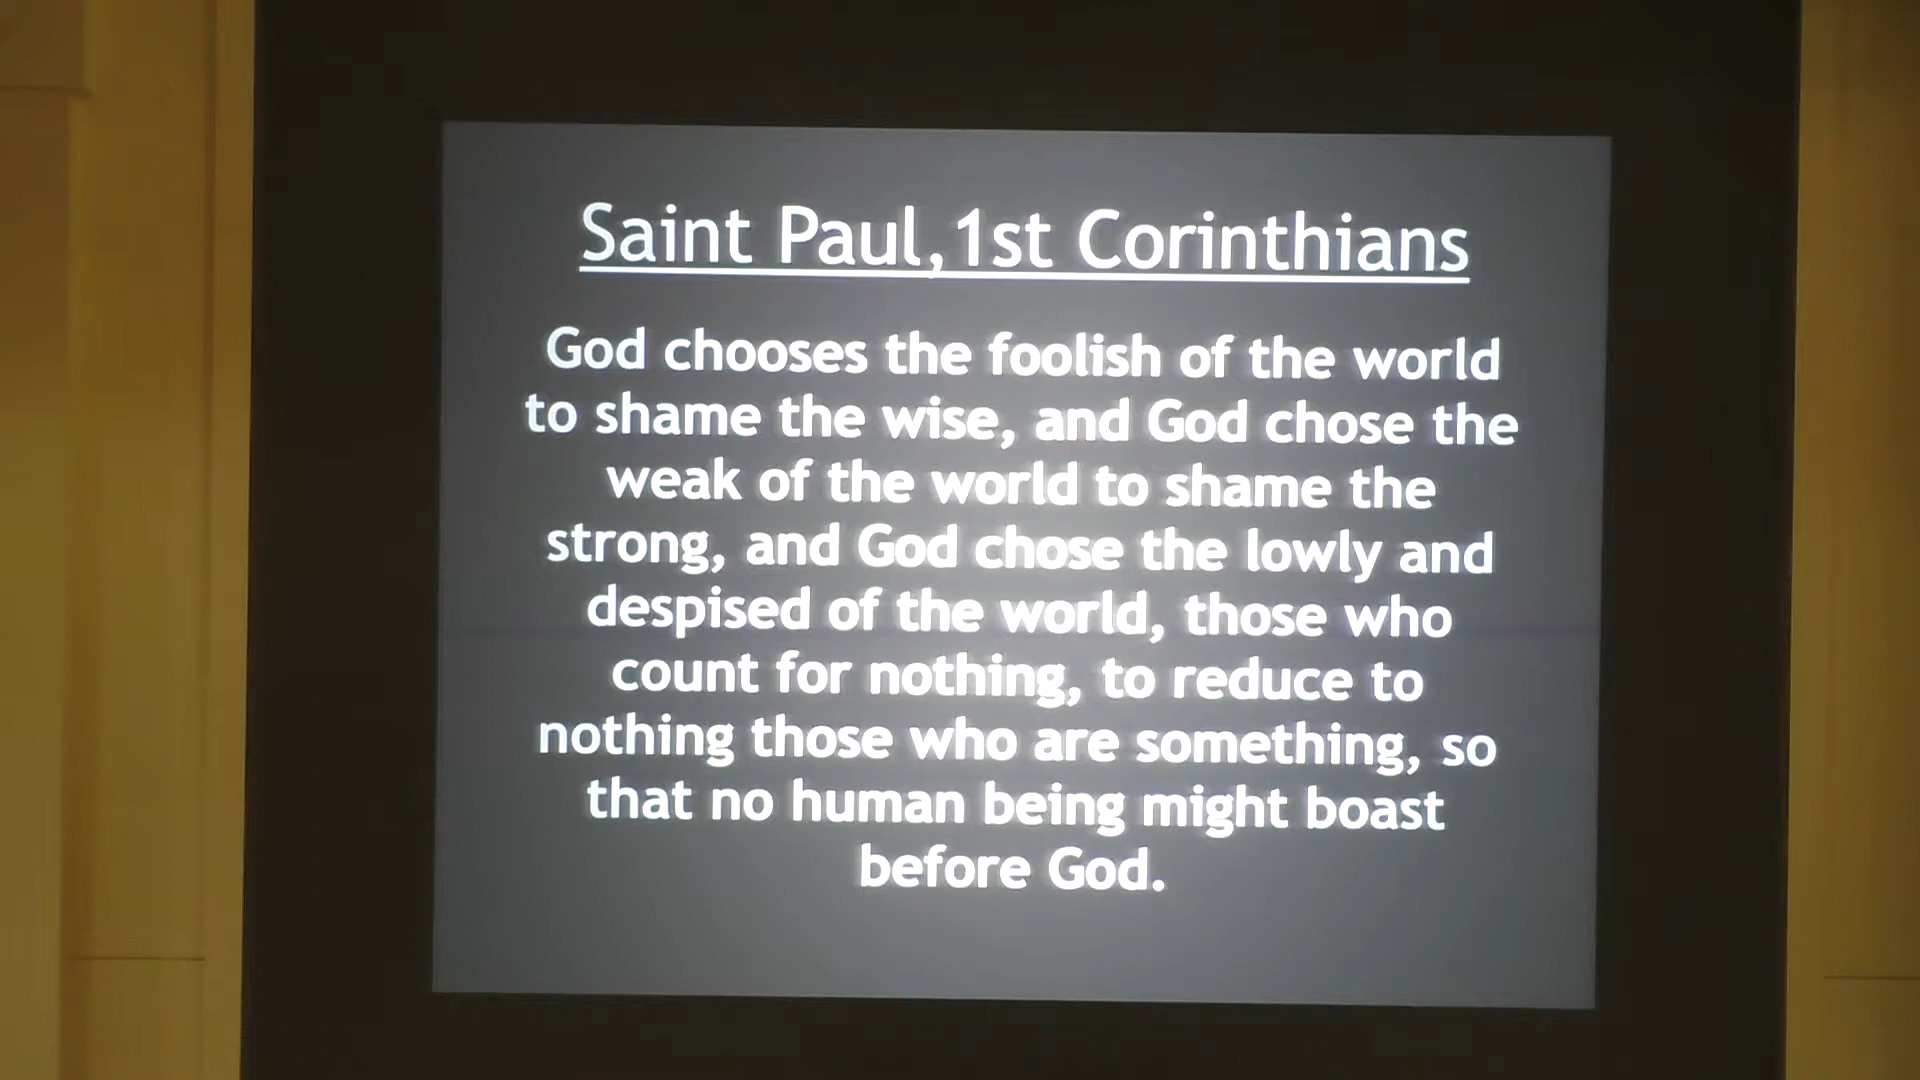 Saint Paul, 1st Corinthians
God chooses the foolish of the world
to shame the wise, and God chose the
weak of the world to shame the
strong, and God chose the lowly and
despised of the world, those who
count for nothing, to reduce to
nothing those who are something, so
that no human being might boast
before God.